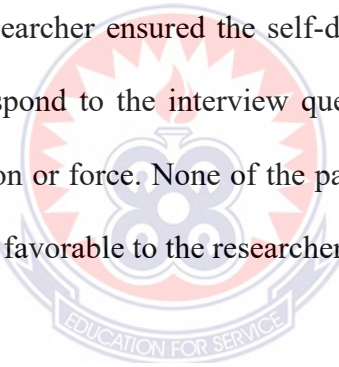 searcher ensured the self-d
spond to the interview que
on or force. None of the pa
favorable to the researcher
EDUCATION FOR SERVICE